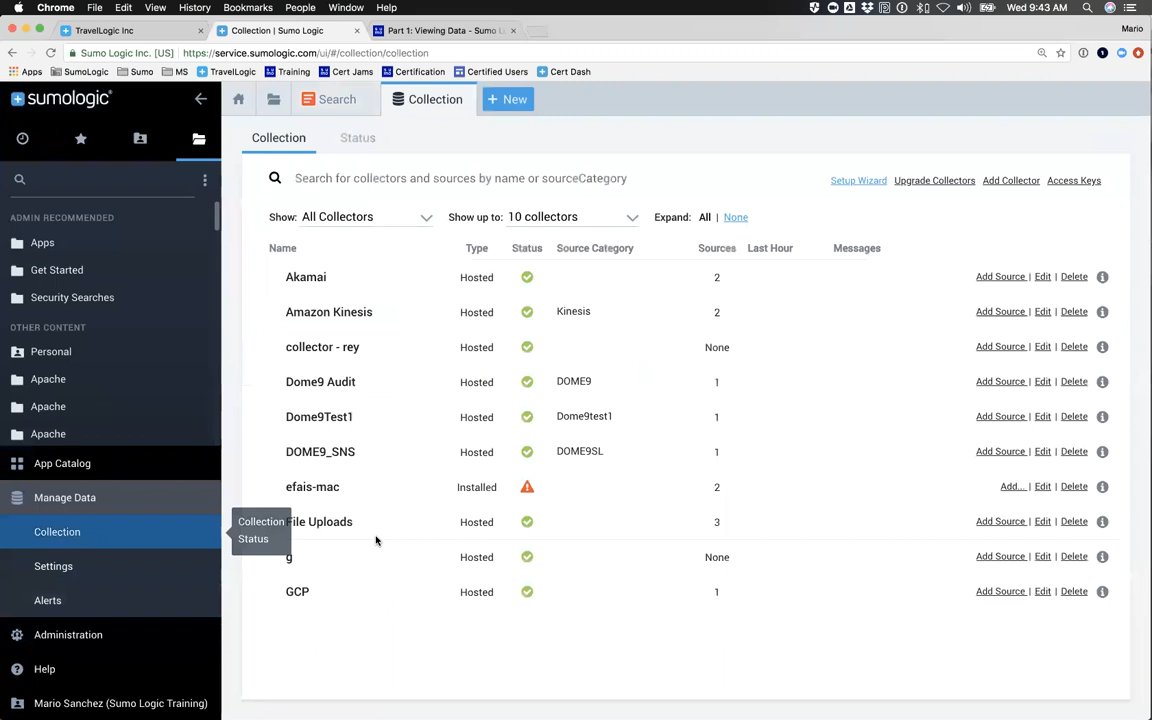 Chrome File Edit View History Bookmarks People Window Help Wed 9:43 AM
TravelLogic Inc Collection | Sumo Logic Part 1: Viewing Data - Sumo L Mario
Sumo Logic Inc. [US] https://service.sumologic.com/ui/#/collection/collection
Apps SumoLogic Sumo MS TravelLogic Training Cert Jams Certification Certified Users Cert Dash
sumologic
Search Collection + New
Collection Status
Search for collectors and sources by name or sourceCategory
Setup Wizard Upgrade Collectors Add Collector Access Keys
Show: All Collectors Show up to: 10 collectors Expand: All | None
Name Type Status Source Category Sources Last Hour Messages
Akamai Hosted 2 Add Source | Edit | Delete
Amazon Kinesis Hosted Kinesis 2 Add Source | Edit | Delete
collector - rey Hosted None Add Source | Edit | Delete
Dome9 Audit Hosted DOME9 1 Add Source | Edit | Delete
Dome9Test1 Hosted Dome9test1 1 Add Source | Edit | Delete
DOME9_SNS Hosted DOME9SL 1 Add Source | Edit | Delete
efais-mac Installed 2 Add... | Edit | Delete
File Uploads Hosted 3 Add Source | Edit | Delete
g Hosted None Add Source | Edit | Delete
GCP Hosted 1 Add Source | Edit | Delete
ADMIN RECOMMENDED
Apps
Get Started
Security Searches
OTHER CONTENT
Personal
Apache
Apache
Apache
App Catalog
Manage Data
Collection
Settings
Alerts
Administration
Help
Mario Sanchez (Sumo Logic Training)
Collection
Status